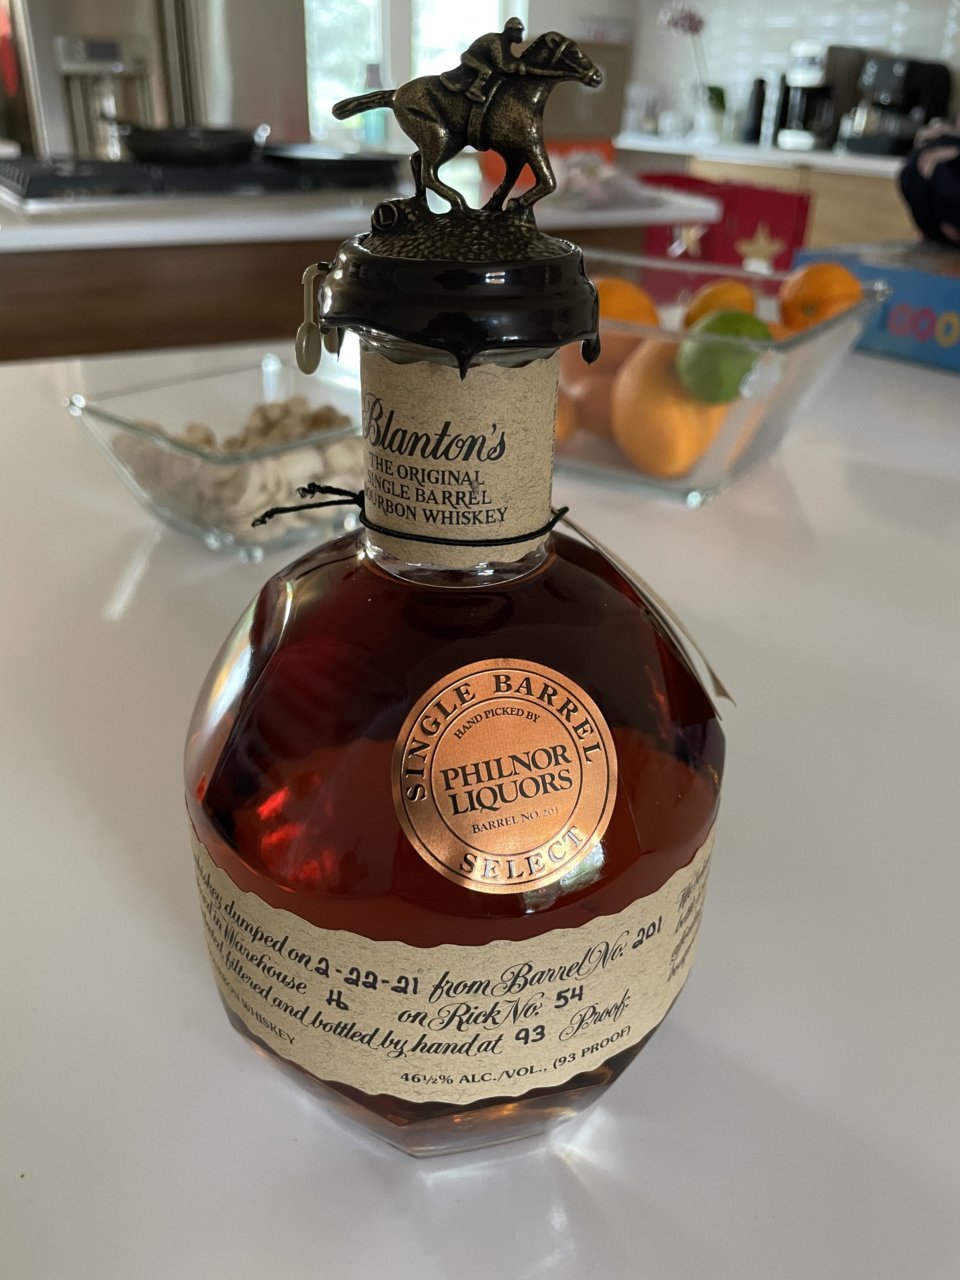 Blanton's
THE ORIGINAL
SINGLE BARREL
BOURBON WHISKEY
SINGLE BARREL
HAND PICKED BY
PHILNOR
LIQUORS
BARREL NO. 201
SELECT
dumped on 2-22-21 from Barrel No. 201
in Warehouse H on Rick No. 54
filtered and bottled by hand at 93 Proof.
WHISKEY
46½% ALC./VOL., (93 PROOF)